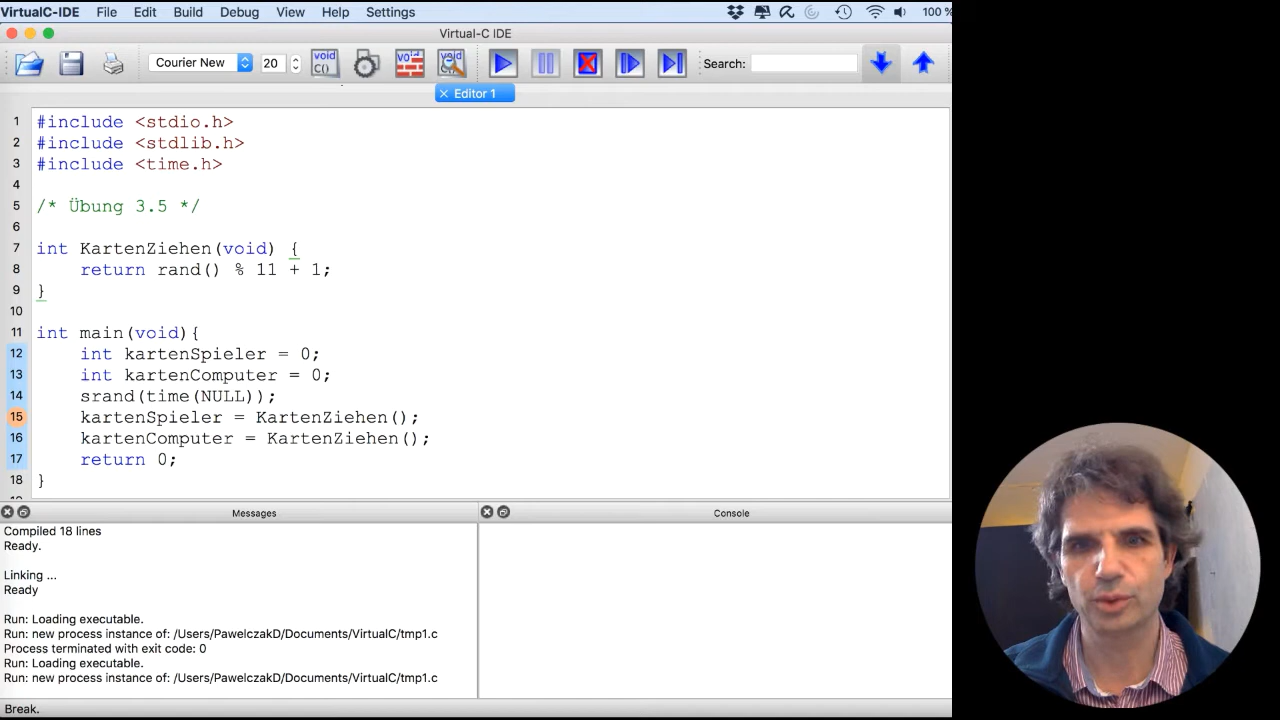 VirtualC-IDE File Edit Build Debug View Help Settings 100 %
Virtual-C IDE
Courier New 20 void C() void void C() Search:
× Editor 1
1 #include <stdio.h>
2 #include <stdlib.h>
3 #include <time.h>
4
5 /* Übung 3.5 */
6
7 int KartenZiehen(void) {
8 return rand() % 11 + 1;
9 }
10
11 int main(void){
12 int kartenSpieler = 0;
13 int kartenComputer = 0;
14 srand(time(NULL));
15 kartenSpieler = KartenZiehen();
16 kartenComputer = KartenZiehen();
17 return 0;
18 }
Messages
Compiled 18 lines
Ready.
Linking ...
Ready
Run: Loading executable.
Run: new process instance of: /Users/PawelczakD/Documents/VirtualC/tmp1.c
Process terminated with exit code: 0
Run: Loading executable.
Run: new process instance of: /Users/PawelczakD/Documents/VirtualC/tmp1.c
Console
Break.